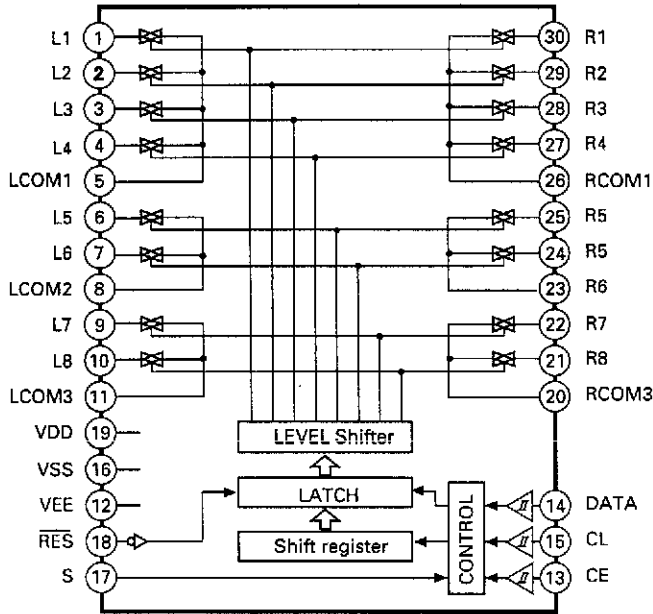 L1 1 30 R1
L2 2 29 R2
L3 3 28 R3
L4 4 27 R4
LCOM1 5 26 RCOM1
L5 6 25 R5
L6 7 24 R5
LCOM2 8 23 R6
L7 9 22 R7
L8 10 21 R8
LCOM3 11 20 RCOM3
VDD 19 LEVEL Shifter
VSS 16
VEE 12 LATCH CONTROL 14 DATA
RES 18 Shift register 15 CL
S 17 13 CE